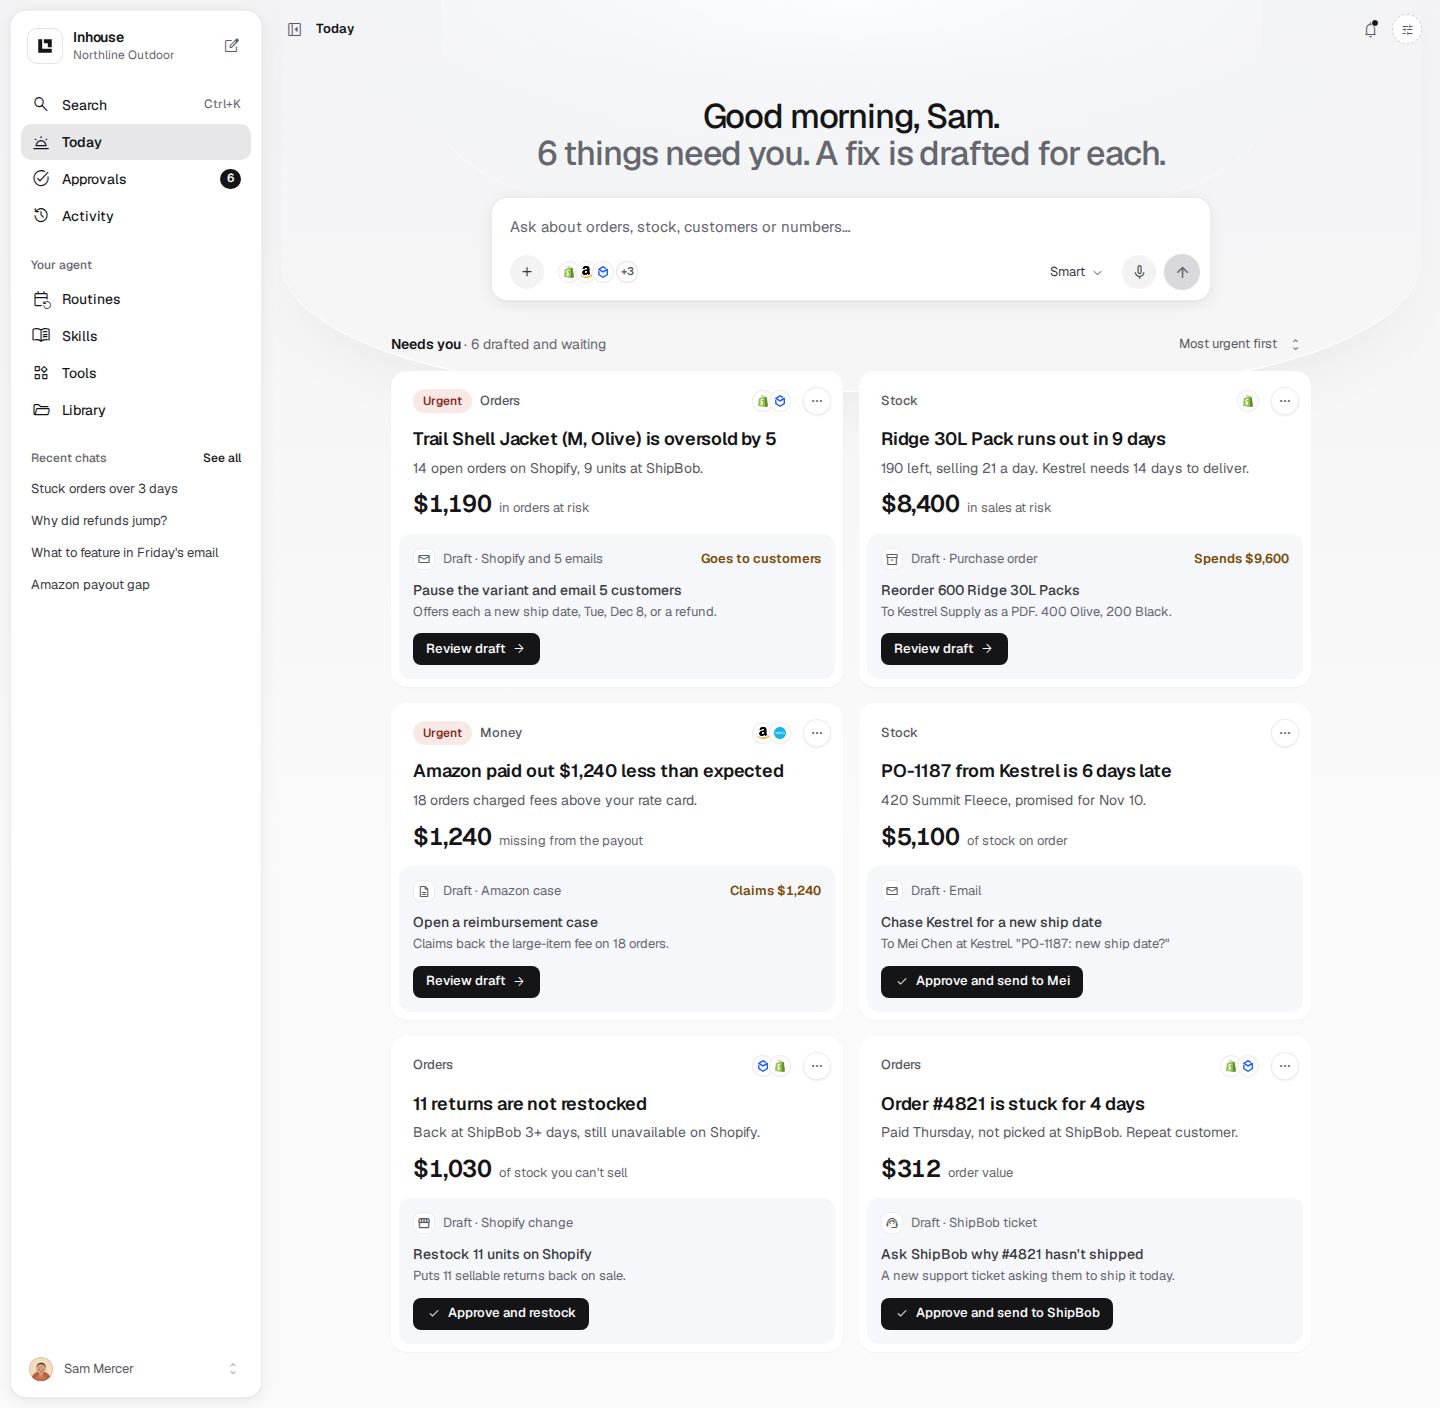 Inhouse
Northline Outdoor
Search Ctrl+K
Today
Approvals 6
Activity
Your agent
Routines
Skills
Tools
Library
Recent chats See all
Stuck orders over 3 days
Why did refunds jump?
What to feature in Friday's email
Amazon payout gap
Sam Mercer
Today
Good morning, Sam.
6 things need you. A fix is drafted for each.
Ask about orders, stock, customers or numbers...
+3 Smart
Needs you · 6 drafted and waiting Most urgent first
Urgent Orders
Trail Shell Jacket (M, Olive) is oversold by 5
14 open orders on Shopify, 9 units at ShipBob.
$1,190 in orders at risk
Draft · Shopify and 5 emails Goes to customers
Pause the variant and email 5 customers
Offers each a new ship date, Tue, Dec 8, or a refund.
Review draft
Stock
Ridge 30L Pack runs out in 9 days
190 left, selling 21 a day. Kestrel needs 14 days to deliver.
$8,400 in sales at risk
Draft · Purchase order Spends $9,600
Reorder 600 Ridge 30L Packs
To Kestrel Supply as a PDF. 400 Olive, 200 Black.
Review draft
Urgent Money
Amazon paid out $1,240 less than expected
18 orders charged fees above your rate card.
$1,240 missing from the payout
Draft · Amazon case Claims $1,240
Open a reimbursement case
Claims back the large-item fee on 18 orders.
Review draft
Stock
PO-1187 from Kestrel is 6 days late
420 Summit Fleece, promised for Nov 10.
$5,100 of stock on order
Draft · Email
Chase Kestrel for a new ship date
To Mei Chen at Kestrel. "PO-1187: new ship date?"
Approve and send to Mei
Orders
11 returns are not restocked
Back at ShipBob 3+ days, still unavailable on Shopify.
$1,030 of stock you can't sell
Draft · Shopify change
Restock 11 units on Shopify
Puts 11 sellable returns back on sale.
Approve and restock
Orders
Order #4821 is stuck for 4 days
Paid Thursday, not picked at ShipBob. Repeat customer.
$312 order value
Draft · ShipBob ticket
Ask ShipBob why #4821 hasn't shipped
A new support ticket asking them to ship it today.
Approve and send to ShipBob